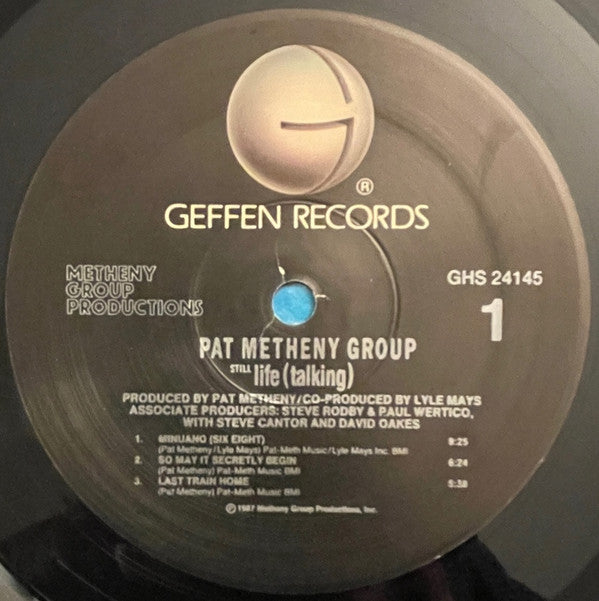 G
®
GEFFEN RECORDS
METHENY
GROUP
PRODUCTIONS
GHS 24145
1
PAT METHENY GROUP
STILL life (talking)
PRODUCED BY PAT METHENY/CO-PRODUCED BY LYLE MAYS
ASSOCIATE PRODUCERS: STEVE RODBY & PAUL WERTICO,
WITH STEVE CANTOR AND DAVID OAKES
1. MINUANO (SIX EIGHT) 9:25
(Pat Metheny/Lyle Mays) Pat-Meth Music/Lyle Mays Inc. BMI
2. SO MAY IT SECRETLY BEGIN 6:24
(Pat Metheny) Pat-Meth Music BMI
3. LAST TRAIN HOME 5:38
(Pat Metheny) Pat-Meth Music BMI
℗ 1987 Metheny Group Productions, Inc.